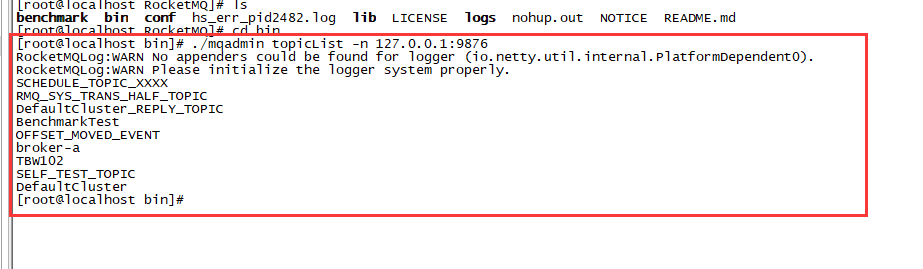 [root@localhost RocketMQ]# ls
benchmark bin conf hs_err_pid2482.log lib LICENSE logs nohup.out NOTICE README.md
[root@localhost RocketMQ]# cd bin
[root@localhost bin]# ./mqadmin topicList -n 127.0.0.1:9876
RocketMQLog:WARN No appenders could be found for logger (io.netty.util.internal.PlatformDependent0).
RocketMQLog:WARN Please initialize the logger system properly.
SCHEDULE_TOPIC_XXXX
RMQ_SYS_TRANS_HALF_TOPIC
DefaultCluster_REPLY_TOPIC
BenchmarkTest
OFFSET_MOVED_EVENT
broker-a
TBW102
SELF_TEST_TOPIC
DefaultCluster
[root@localhost bin]#